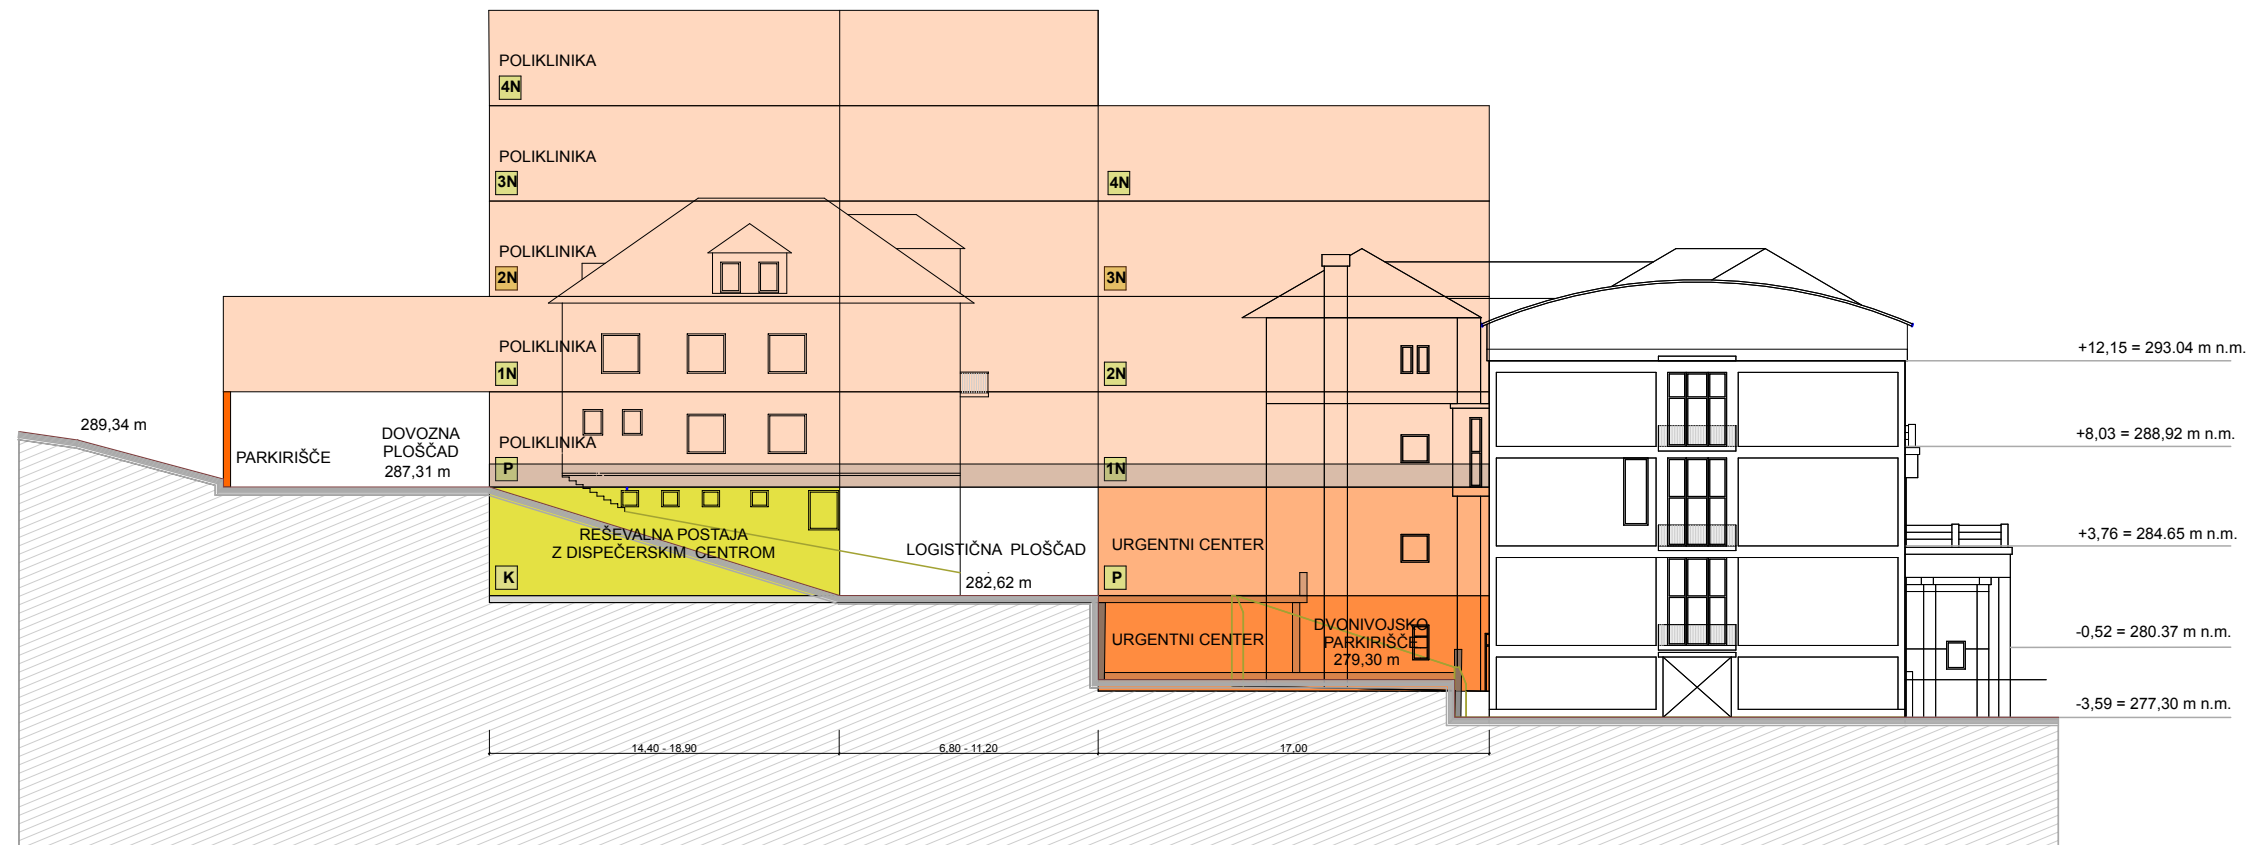 POLIKLINIKA
4N
POLIKLINIKA
3N
4N
POLIKLINIKA
2N
3N
POLIKLINIKA
1N
2N
+12,15 = 293.04 m n.m.
289,34 m
DOVOZNA
PLOŠČAD
287,31 m
PARKIRIŠČE
POLIKLINIKA
P
1N
+8,03 = 288,92 m n.m.
REŠEVALNA POSTAJA
Z DISPEČERSKIM CENTROM
K
LOGISTIČNA PLOŠČAD
282,62 m
URGENTNI CENTER
P
+3,76 = 284.65 m n.m.
URGENTNI CENTER
DVONIVOJSKO
PARKIRIŠČE
279,30 m
-0,52 = 280.37 m n.m.
-3,59 = 277,30 m n.m.
14,40 - 18,90
6,80 - 11,20
17,00